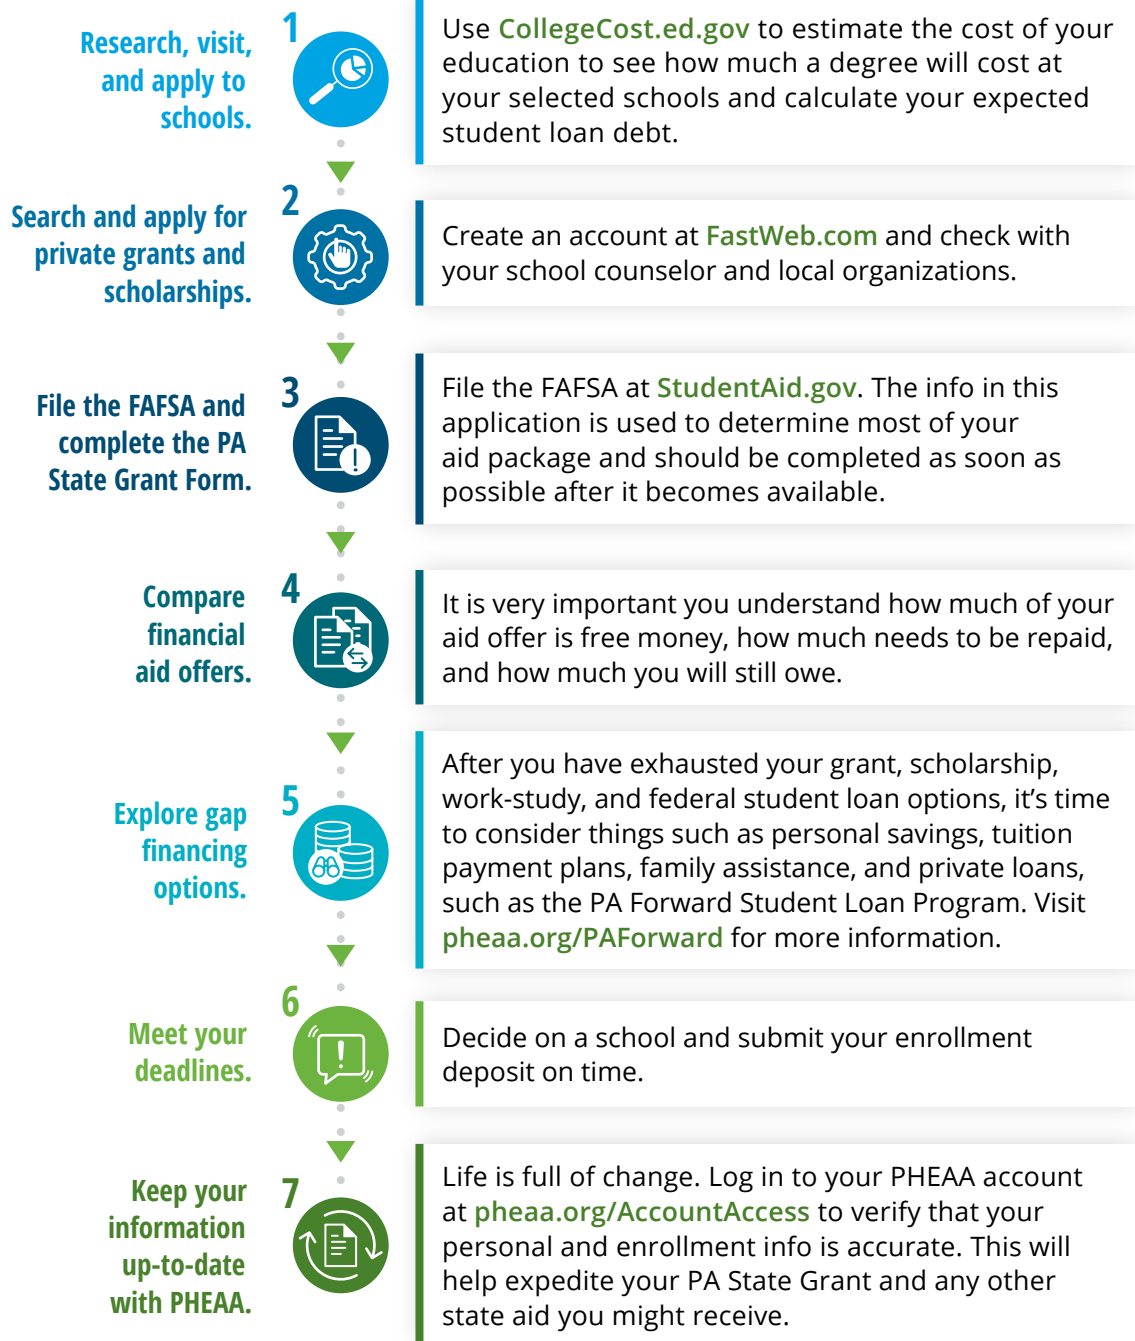 1
Research, visit,
and apply to
schools.
Use CollegeCost.ed.gov to estimate the cost of your
education to see how much a degree will cost at
your selected schools and calculate your expected
student loan debt.
2
Search and apply for
private grants and
scholarships.
Create an account at FastWeb.com and check with
your school counselor and local organizations.
3
File the FAFSA and
complete the PA
State Grant Form.
File the FAFSA at StudentAid.gov. The info in this
application is used to determine most of your
aid package and should be completed as soon as
possible after it becomes available.
4
Compare
financial
aid offers.
It is very important you understand how much of your
aid offer is free money, how much needs to be repaid,
and how much you will still owe.
5
Explore gap
financing
options.
After you have exhausted your grant, scholarship,
work-study, and federal student loan options, it’s time
to consider things such as personal savings, tuition
payment plans, family assistance, and private loans,
such as the PA Forward Student Loan Program. Visit
pheaa.org/PAForward for more information.
6
Meet your
deadlines.
Decide on a school and submit your enrollment
deposit on time.
7
Keep your
information
up-to-date
with PHEAA.
Life is full of change. Log in to your PHEAA account
at pheaa.org/AccountAccess to verify that your
personal and enrollment info is accurate. This will
help expedite your PA State Grant and any other
state aid you might receive.